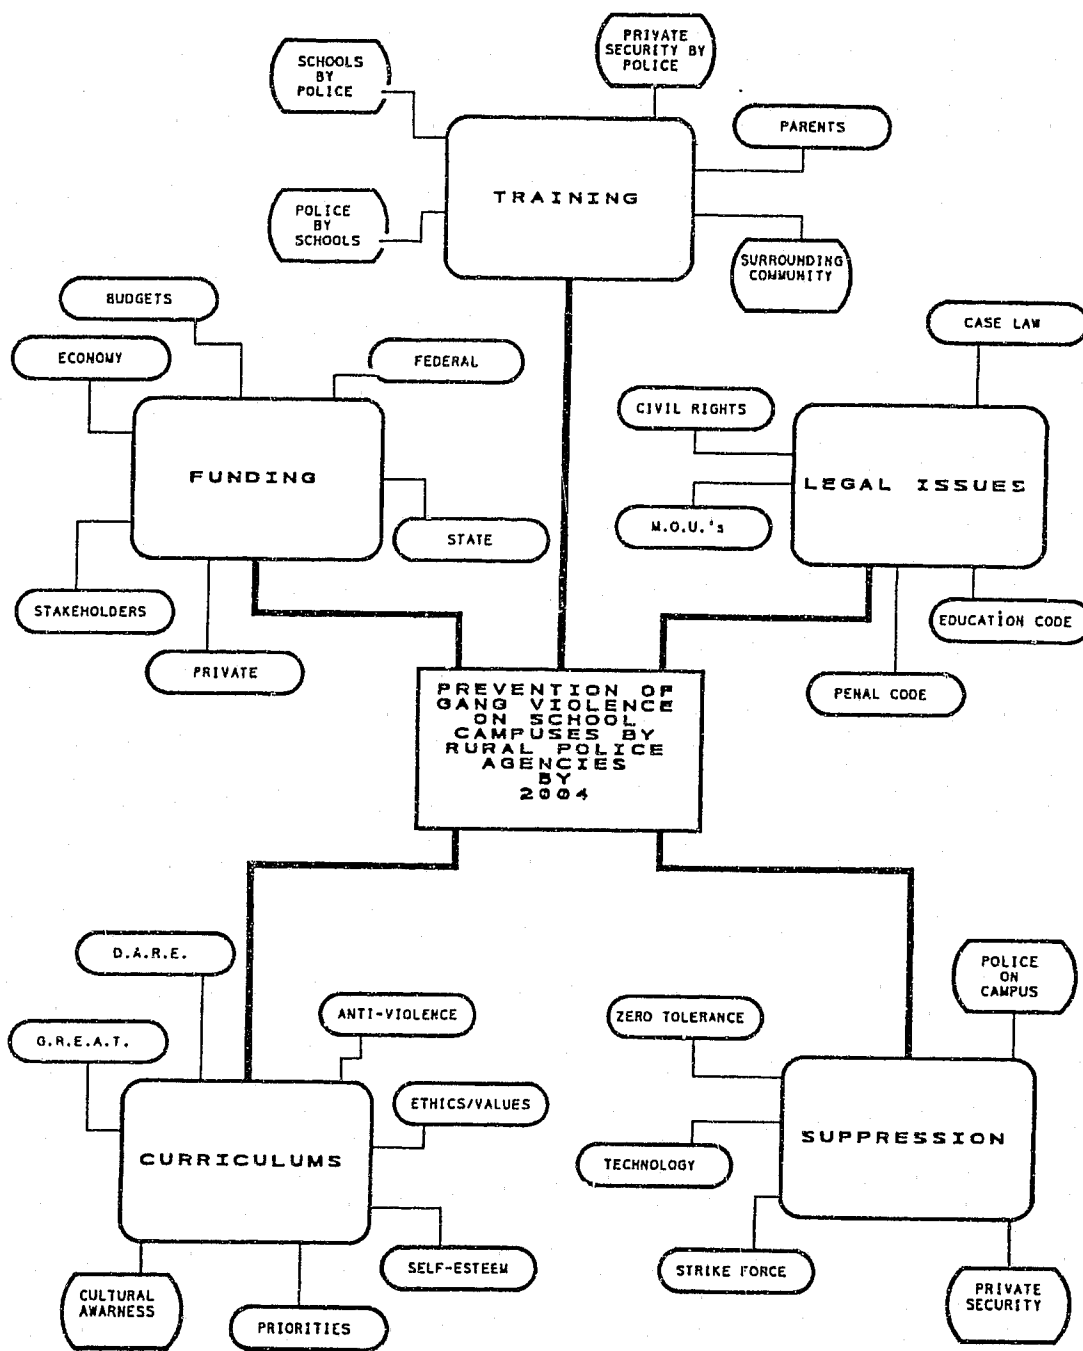 PRIVATE
SECURITY BY
POLICE
SCHOOLS
BY
POLICE
PARENTS
TRAINING
POLICE
BY
SCHOOLS
SURROUNDING
COMMUNITY
BUDGETS
ECONOMY
FEDERAL
FUNDING
STATE
STAKEHOLDERS
PRIVATE
CASE LAW
CIVIL RIGHTS
LEGAL ISSUES
M.O.U.'s
EDUCATION CODE
PENAL CODE
PREVENTION OF
GANG VIOLENCE
ON SCHOOL
CAMPUSES BY
RURAL POLICE
AGENCIES
BY
2004
D.A.R.E.
G.R.E.A.T.
ANTI-VIOLENCE
ETHICS/VALUES
CURRICULUMS
SELF-ESTEEM
CULTURAL
AWARNESS
PRIORITIES
POLICE
ON
CAMPUS
ZERO TOLERANCE
SUPPRESSION
TECHNOLOGY
STRIKE FORCE
PRIVATE
SECURITY